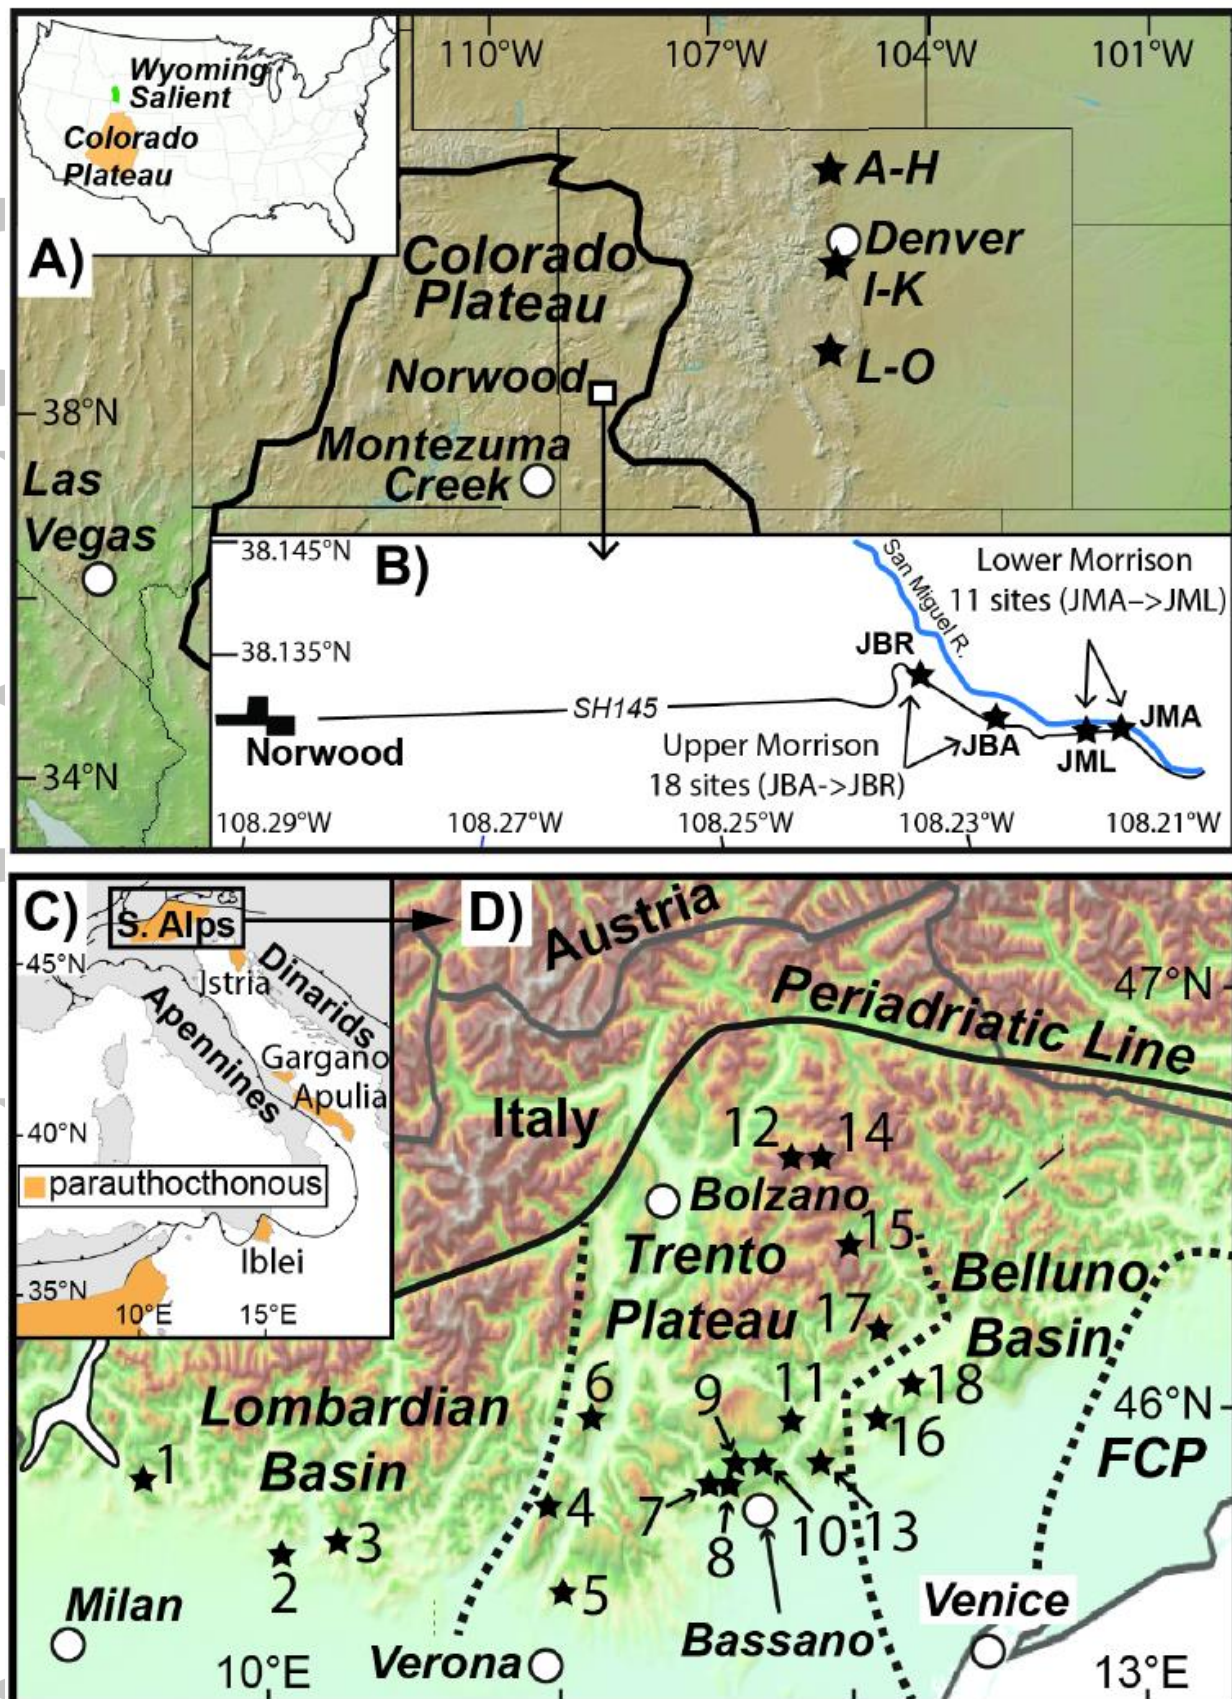 110°W 107°W 104°W 101°W
Wyoming
Salient
Colorado
Plateau
A)
A-H
Denver
I-K
L-O
Colorado
Plateau
Norwood
38°N
Montezuma
Creek
Las
Vegas
34°N
B)
38.145°N
38.135°N
San Miguel R.
Lower Morrison
11 sites (JMA–>JML)
JBR
SH145
JMA
Norwood
Upper Morrison
18 sites (JBA->JBR)
JBA
JML
108.29°W 108.27°W 108.25°W 108.23°W 108.21°W
C)
S. Alps
45°N
Istria
Dinarids
Apennines
Gargano
Apulia
40°N
parauthocthonous
Iblei
35°N
10°E 15°E
D)
Austria
47°N
Periadriatic Line
Italy
12 14
Bolzano
15
Trento
Plateau
Belluno
Basin
17
6
9
11
18
46°N
Lombardian
Basin
16
FCP
1
4
7
8
10
13
3
2
5
Milan
Venice
Bassano
Verona
10°E
13°E